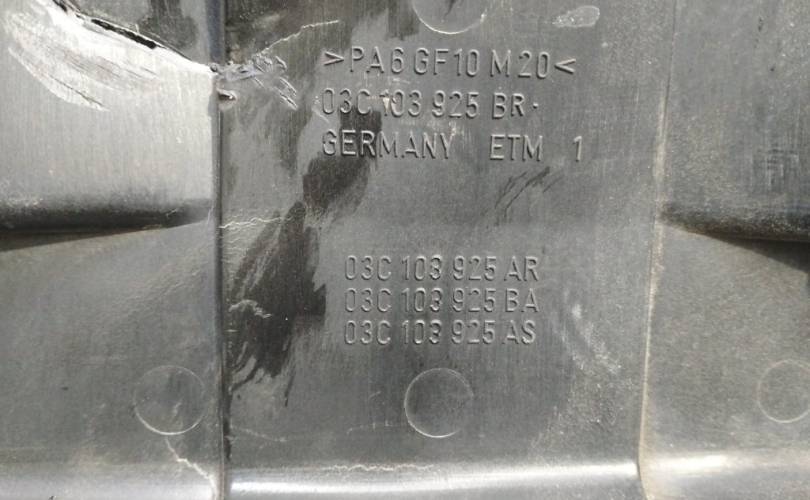 >PA6 GF10 M20<
03C 103 925 BR.
GERMANY ETM 1
03C 103 925 AR
03C 103 925 BA
03C 103 925 AS